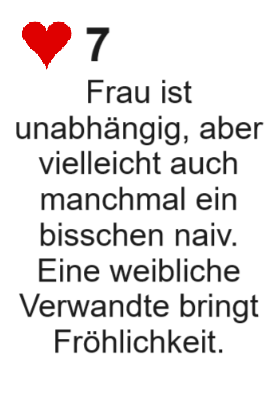 7
Frau ist
unabhängig, aber
vielleicht auch
manchmal ein
bisschen naiv.
Eine weibliche
Verwandte bringt
Fröhlichkeit.